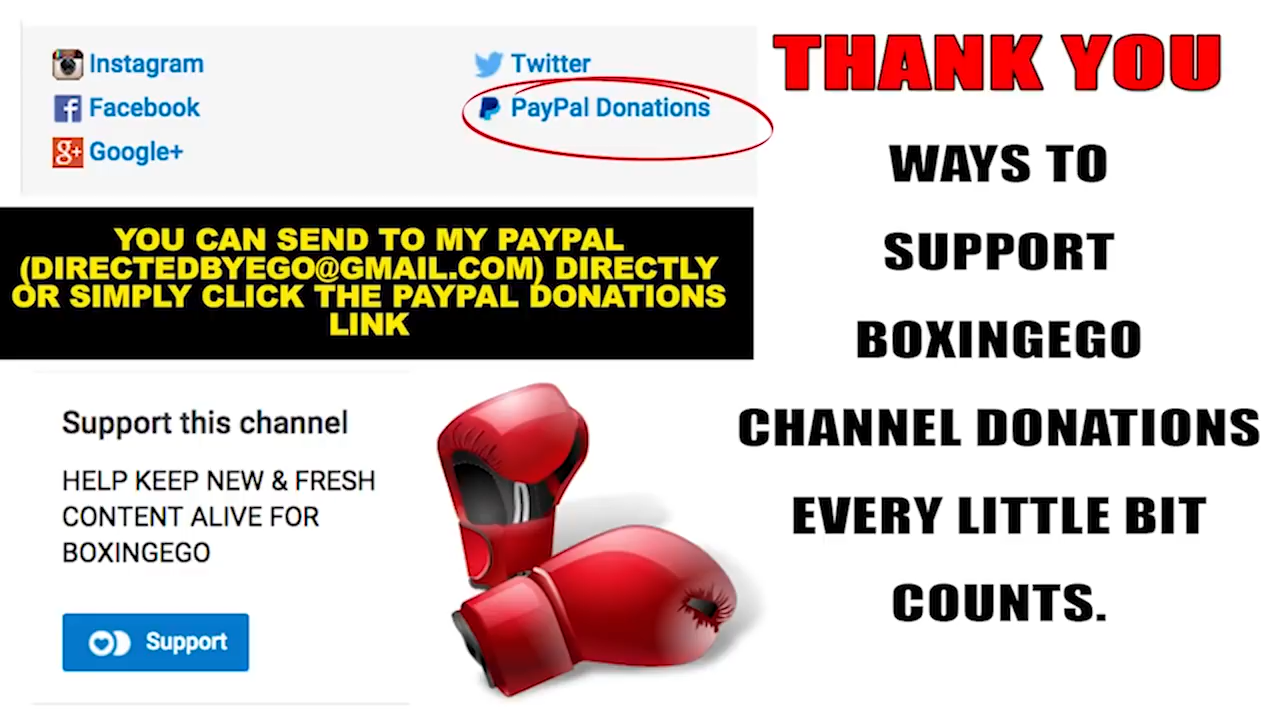 Instagram
Twitter
Facebook
PayPal Donations
Google+
YOU CAN SEND TO MY PAYPAL
(DIRECTEDBYEGO@GMAIL.COM) DIRECTLY
OR SIMPLY CLICK THE PAYPAL DONATIONS
LINK
Support this channel
HELP KEEP NEW & FRESH
CONTENT ALIVE FOR
BOXINGEGO
Support
THANK YOU
WAYS TO
SUPPORT
BOXINGEGO
CHANNEL DONATIONS
EVERY LITTLE BIT
COUNTS.